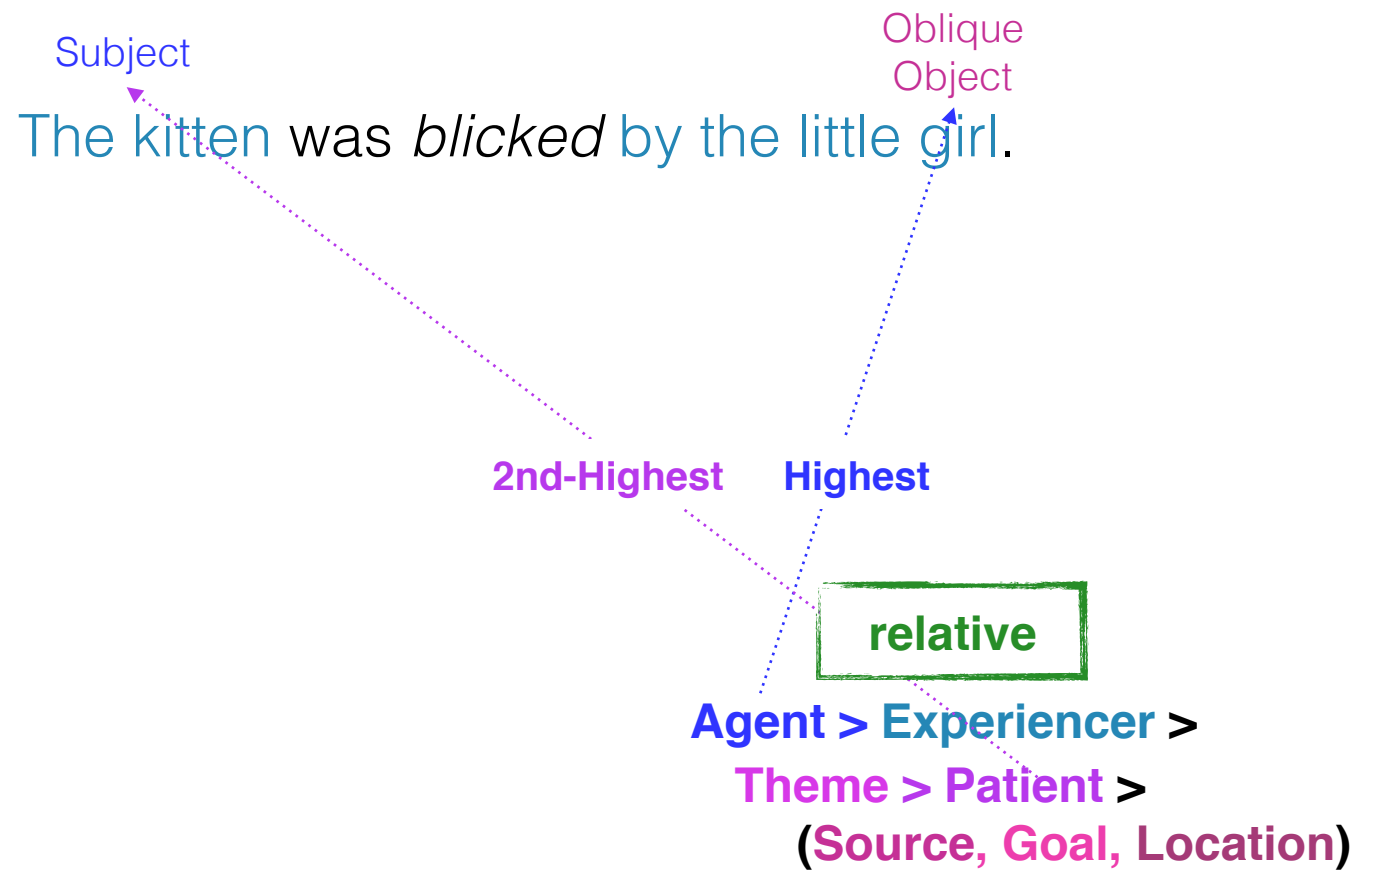 Subject
Oblique
Object
The kitten was blicked by the little girl.
2nd-Highest
Highest
relative
Agent > Experiencer >
Theme > Patient >
(Source, Goal, Location)